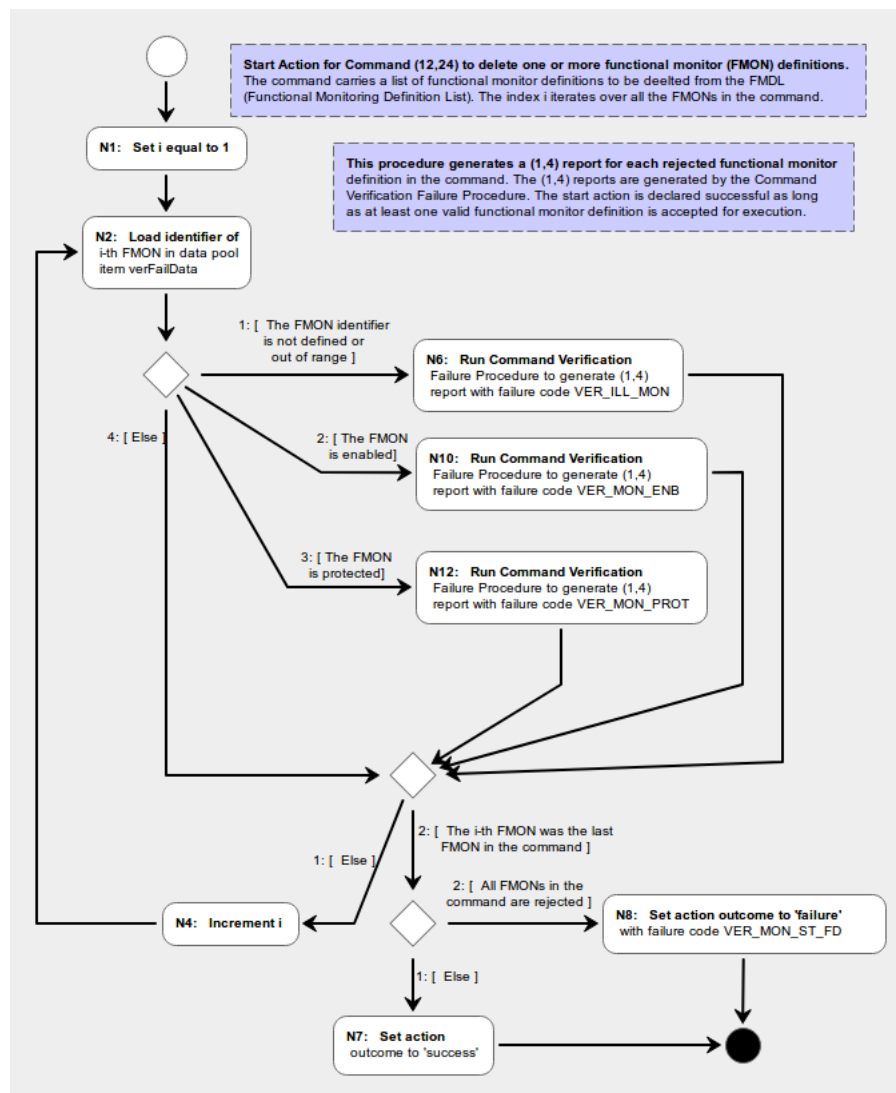 Start Action for Command (12,24) to delete one or more functional monitor (FMON) definitions.
The command carries a list of functional monitor definitions to be deelted from the FMDL
(Functional Monitoring Definition List). The index i iterates over all the FMONs in the command.
N1: Set i equal to 1
This procedure generates a (1,4) report for each rejected functional monitor
definition in the command. The (1,4) reports are generated by the Command
Verification Failure Procedure. The start action is declared successful as long
as at least one valid functional monitor definition is accepted for execution.
N2: Load identifier of
i-th FMON in data pool
item verFailData
1: [ The FMON identifier
is not defined or
out of range ]
N6: Run Command Verification
Failure Procedure to generate (1,4)
report with failure code VER_ILL_MON
4: [ Else ]
2: [ The FMON
is enabled]
N10: Run Command Verification
Failure Procedure to generate (1,4)
report with failure code VER_MON_ENB
3: [ The FMON
is protected]
N12: Run Command Verification
Failure Procedure to generate (1,4)
report with failure code VER_MON_PROT
2: [ The i-th FMON was the last
FMON in the command ]
1: [ Else ]
2: [ All FMONs in the
command are rejected ]
N4: Increment i
N8: Set action outcome to 'failure'
with failure code VER_MON_ST_FD
1: [ Else ]
N7: Set action
outcome to 'success'